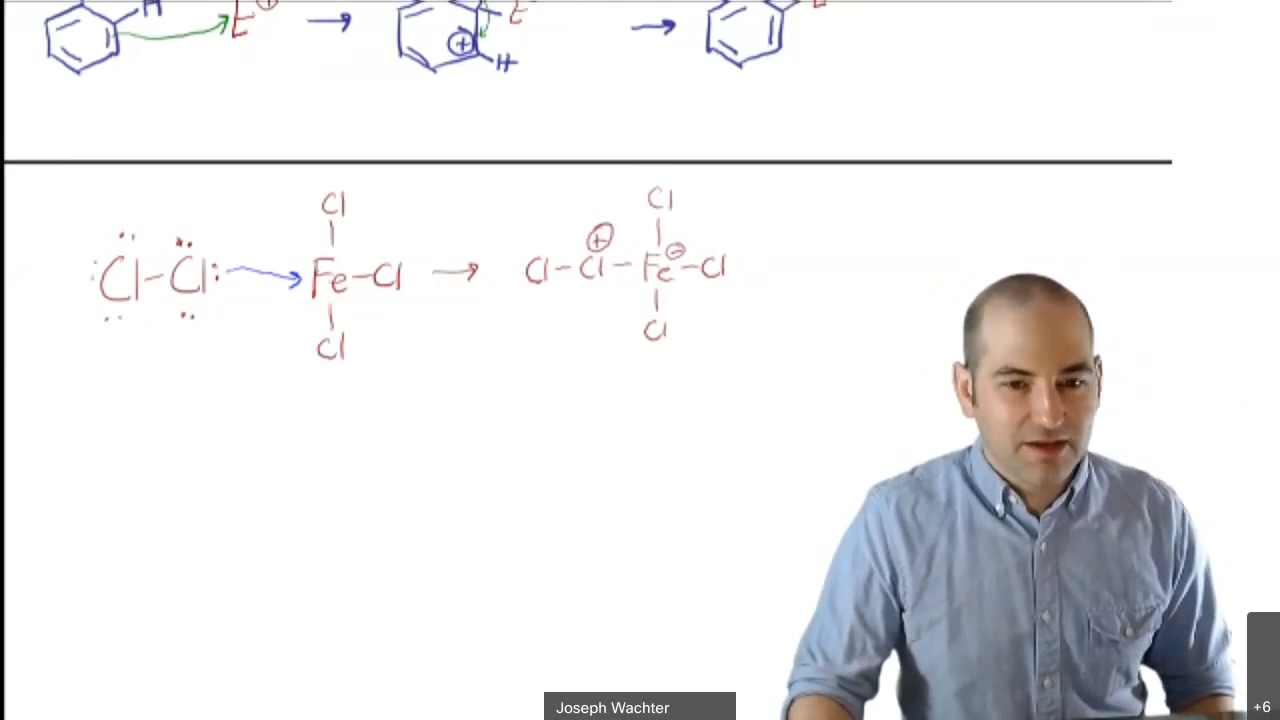 H E ⊕ → ⊕ E H →
Cl Cl
:Cl-Cl: → Fe-Cl → Cl-Cl⊕-Fe⊖-Cl
Cl Cl
Joseph Wachter
+6